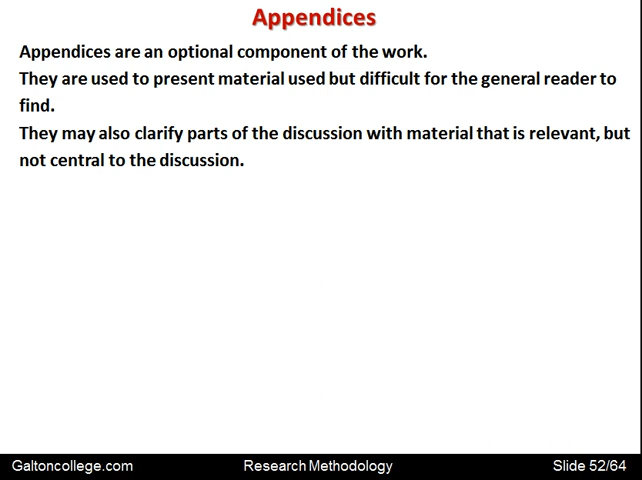 Appendices
Appendices are an optional component of the work.
They are used to present material used but difficult for the general reader to
find.
They may also clarify parts of the discussion with material that is relevant, but
not central to the discussion.
Galtoncollege.com Research Methodology Slide 52/64